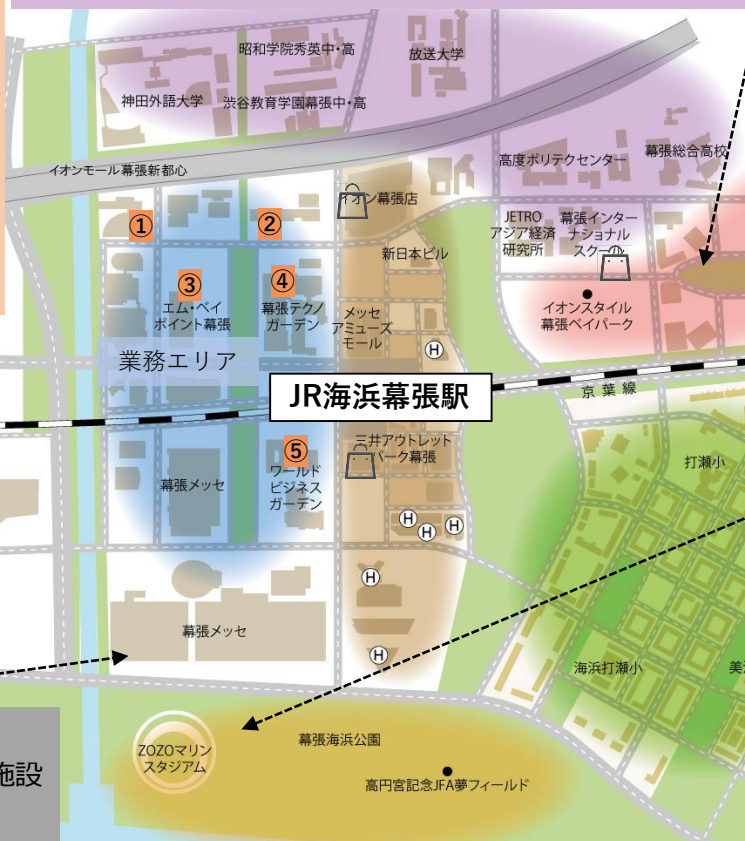 昭和学院秀英中・高
放送大学
神田外語大学
渋谷教育学園幕張中・高
イオンモール幕張新都心
高度ポリテクセンター
幕張総合高校
①
②
イオン幕張店
JETRO
アジア経済
研究所
幕張インター
ナショナル
スクール
新日本ビル
③
エム・ベイ
ポイント幕張
④
幕張テクノ
ガーデン
メッセ
アミューズ
モール
イオンスタイル
幕張ベイパーク
業務エリア
H
JR海浜幕張駅
京葉線
⑤
ワールド
ビジネス
ガーデン
三井アウトレット
パーク幕張
打瀬小
幕張メッセ
H
H
H
H
幕張メッセ
H
海浜打瀬小
美
施設
ZOZOマリン
スタジアム
幕張海浜公園
高円宮記念JFA夢フィールド